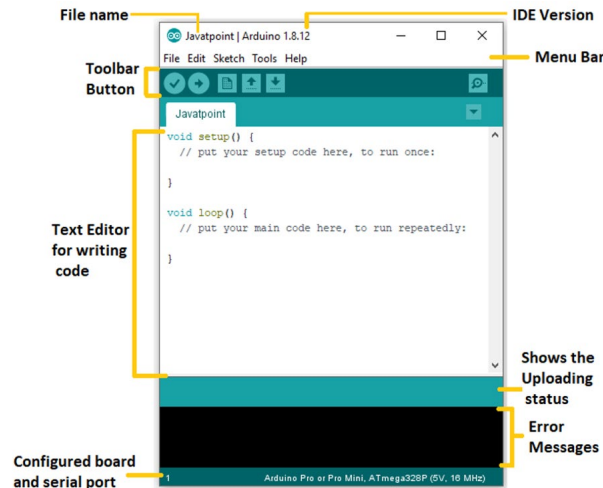 File name
IDE Version
Javatpoint | Arduino 1.8.12
File Edit Sketch Tools Help
Menu Bar
Toolbar
Button
Javatpoint
void setup() {
// put your setup code here, to run once:
}
void loop() {
// put your main code here, to run repeatedly:
}
Text Editor
for writing
code
Shows the
Uploading
status
Error
Messages
Configured board
and serial port
1
Arduino Pro or Pro Mini, ATmega328P (5V, 16 MHz)